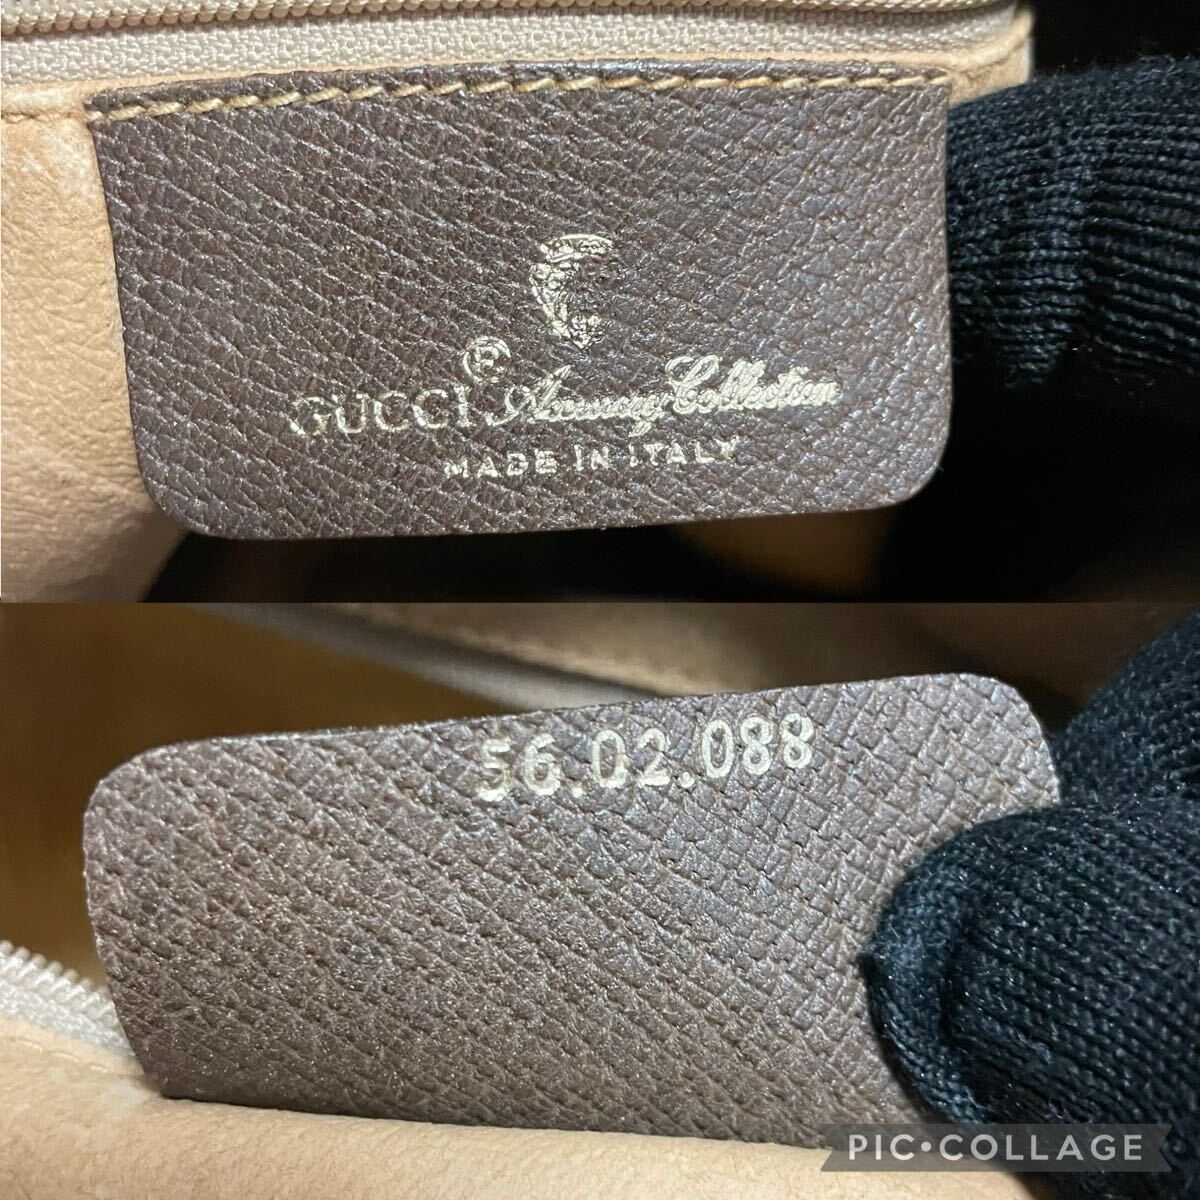 GUCCI Accessory Collection
MADE IN ITALY
56.02.088
PIC•COLLAGE